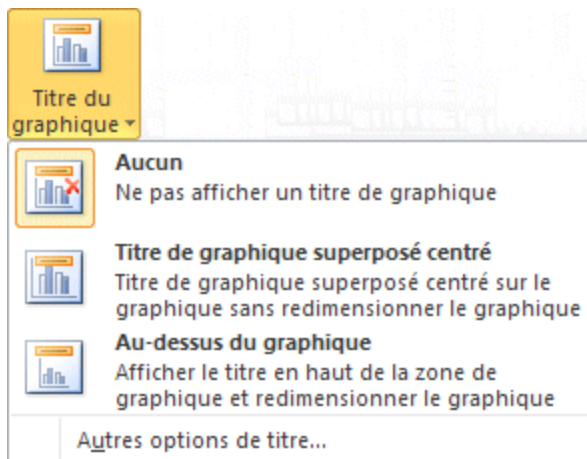 Titre du
graphique
Aucun
Ne pas afficher un titre de graphique
Titre de graphique superposé centré
Titre de graphique superposé centré sur le
graphique sans redimensionner le graphique
Au-dessus du graphique
Afficher le titre en haut de la zone de
graphique et redimensionner le graphique
Autres options de titre...